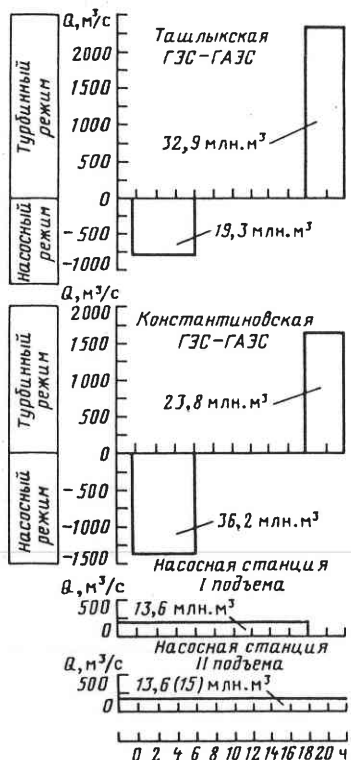 Q, м³/с
Турбинный режим
Насосный режим
2000
1500
1000
500
0
-500
-1000
Ташлыкская
ГЭС-ГАЭС
32,9 млн.м³
19,3 млн.м³
Q, м³/с
Турбинный режим
Насосный режим
2000
1500
1000
500
0
-500
-1000
-1500
Константиновская
ГЭС-ГАЭС
23,8 млн.м³
36,2 млн.м³
Насосная станция
I подъема
Q, м³/с
500
0
13,6 млн.м³
Насосная станция
II подъема
Q, м³/с
500
0
13,6 (15) млн.м³
0 2 4 6 8 10 12 14 16 18 20 ч